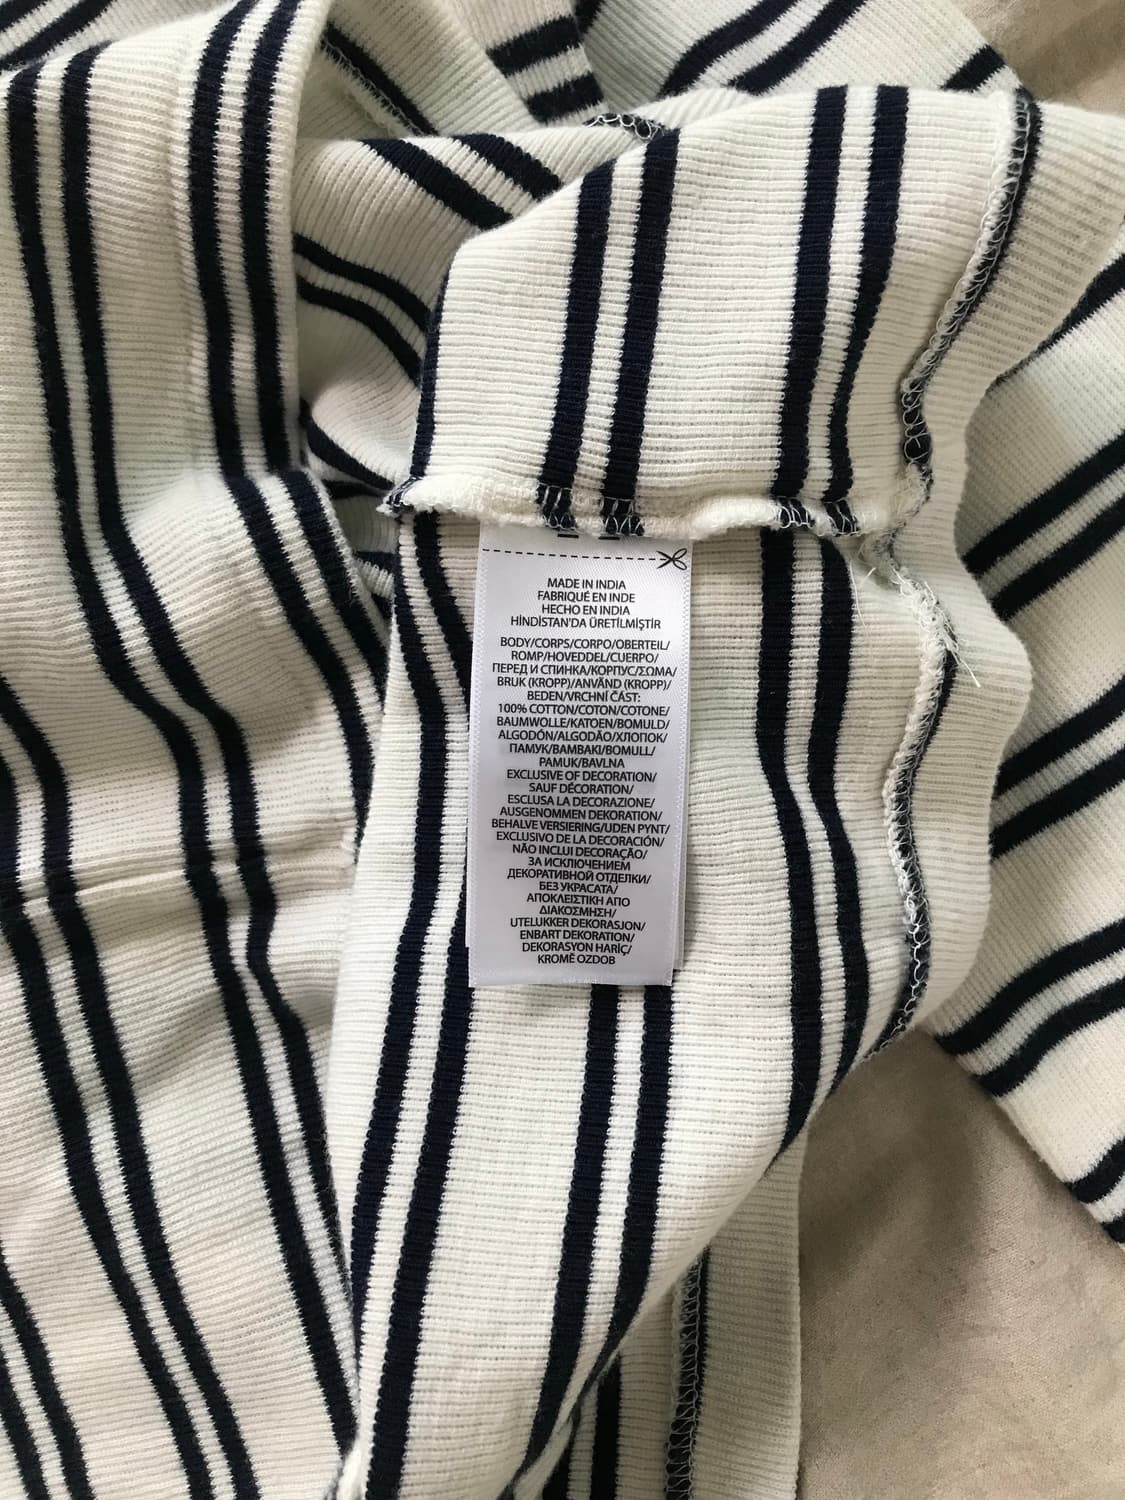 MADE IN INDIA
FABRIQUÉ EN INDE
HECHO EN INDIA
HİNDİSTAN'DA ÜRETİLMİŞTİR
BODY/CORPS/CORPO/OBERTEIL/
ROMP/HOVEDDEL/CUERPO/
ПЕРЕД И СПИНКА/КОРПУС/ΣΩΜΑ/
BRUK (KROPP)/ANVÄND (KROPP)/
BEDEN/VRCHNÍ ČÁST:
100% COTTON/COTON/COTONE/
BAUMWOLLE/KATOEN/BOMULD/
ALGODÓN/ALGODÃO/ХЛОПОК/
ПАМУК/BAMBAKI/BOMULL/
PAMUK/BAVLNA
EXCLUSIVE OF DECORATION/
SAUF DÉCORATION/
ESCLUSA LA DECORAZIONE/
AUSGENOMMEN DEKORATION/
BEHALVE VERSIERING/UDEN PYNT/
EXCLUSIVO DE LA DECORACIÓN/
NÃO INCLUI DECORAÇÃO/
ЗА ИСКЛЮЧЕНИЕМ
ДЕКОРАТИВНОЙ ОТДЕЛКИ/
БЕЗ УКРАСАТА/
ΑΠΟΚΛΕΙΣΤΙΚΗ ΑΠΟ
ΔΙΑΚΟΣΜΗΣΗ/
UTELUKKER DEKORASJON/
ENBART DEKORATION/
DEKORASYON HARİÇ/
KROMĚ OZDOB